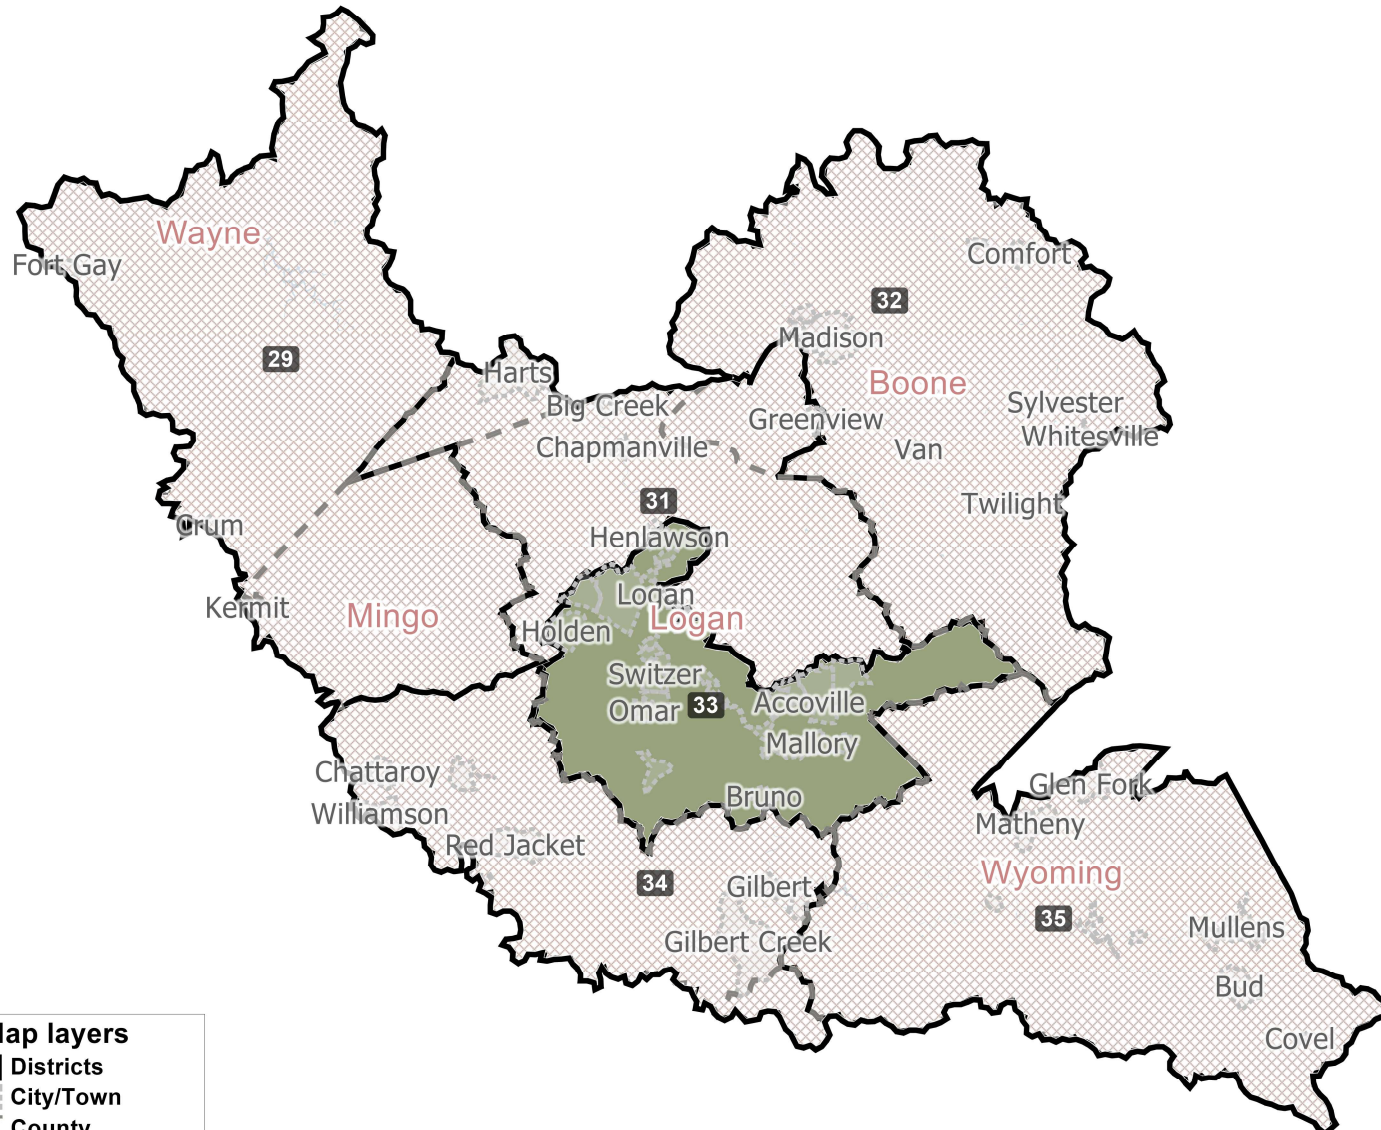 Wayne
Fort Gay
Comfort
32
Madison
29
Harts
Boone
Big Creek
Sylvester
Greenview
Whitesville
Chapmanville
Van
31
Twilight
Crum
Henlawson
Logan
Kermit
Mingo
Logan
Holden
Switzer
Omar
33
Accoville
Mallory
Chattaroy
Glen Fork
Bruno
Williamson
Matheny
Red Jacket
Wyoming
34
Gilbert
35
Mullens
Gilbert Creek
Bud
Covel
layers
Districts
City/Town
County